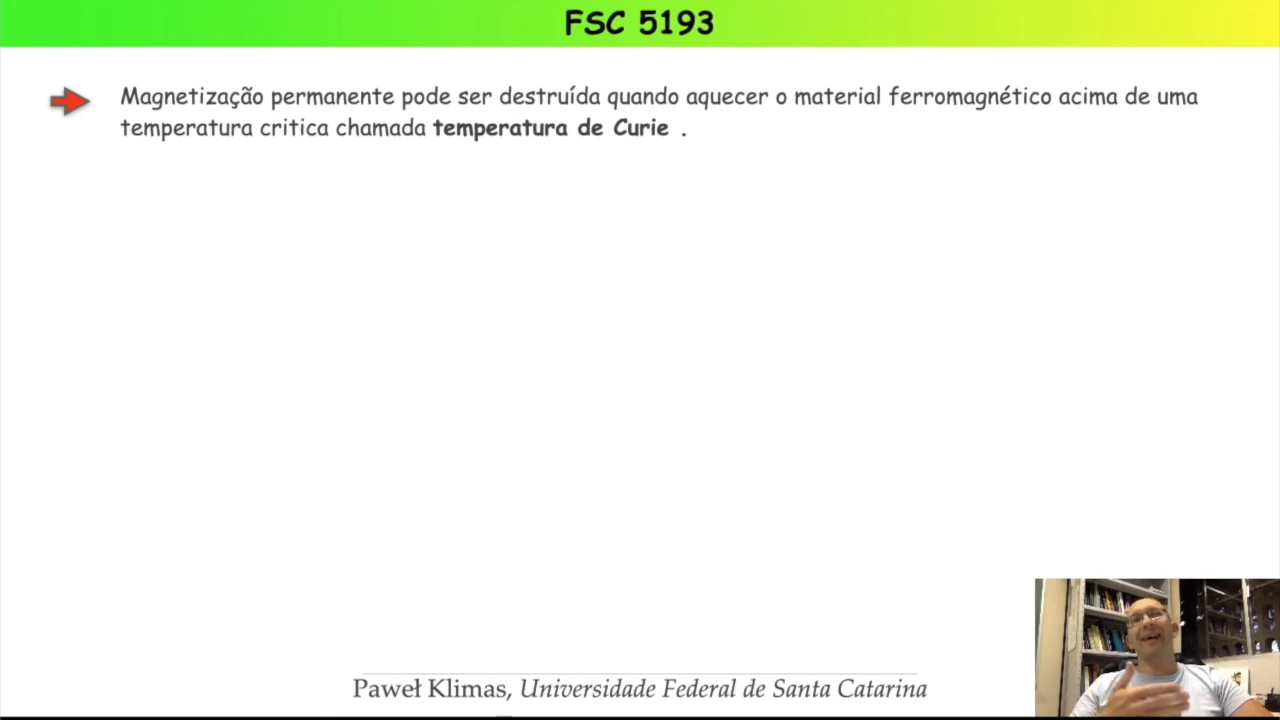 FSC 5193
Magnetização permanente pode ser destruída quando aquecer o material ferromagnético acima de uma
temperatura critica chamada temperatura de Curie .
Paweł Klimas, Universidade Federal de Santa Catarina